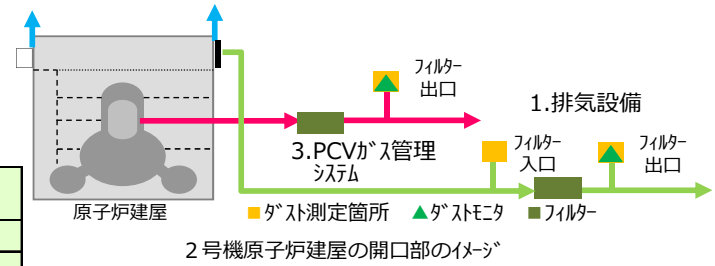 フィルター
出口
1.排気設備
3.PCVガス管理
システム
フィルター
入口
フィルター
出口
原子炉建屋
■ダスト測定箇所 ▲ダストモニタ ■フィルター
２号機原子炉建屋の開口部のイメージ